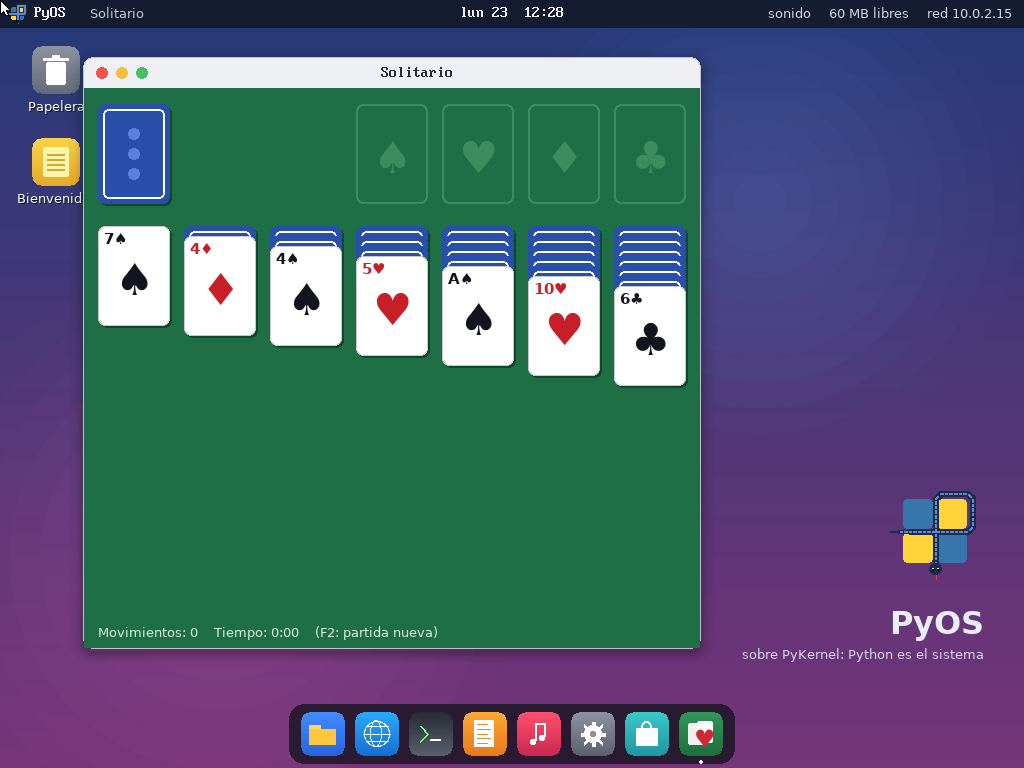 PyOS Solitario lun 23 12:28 sonido 60 MB libres red 10.0.2.15
Solitario
Papelera
Bienvenid
7♠
4♦
4♠
5♥
A♠
10♥
6♣
Movimientos: 0 Tiempo: 0:00 (F2: partida nueva)
PyOS
sobre PyKernel: Python es el sistema